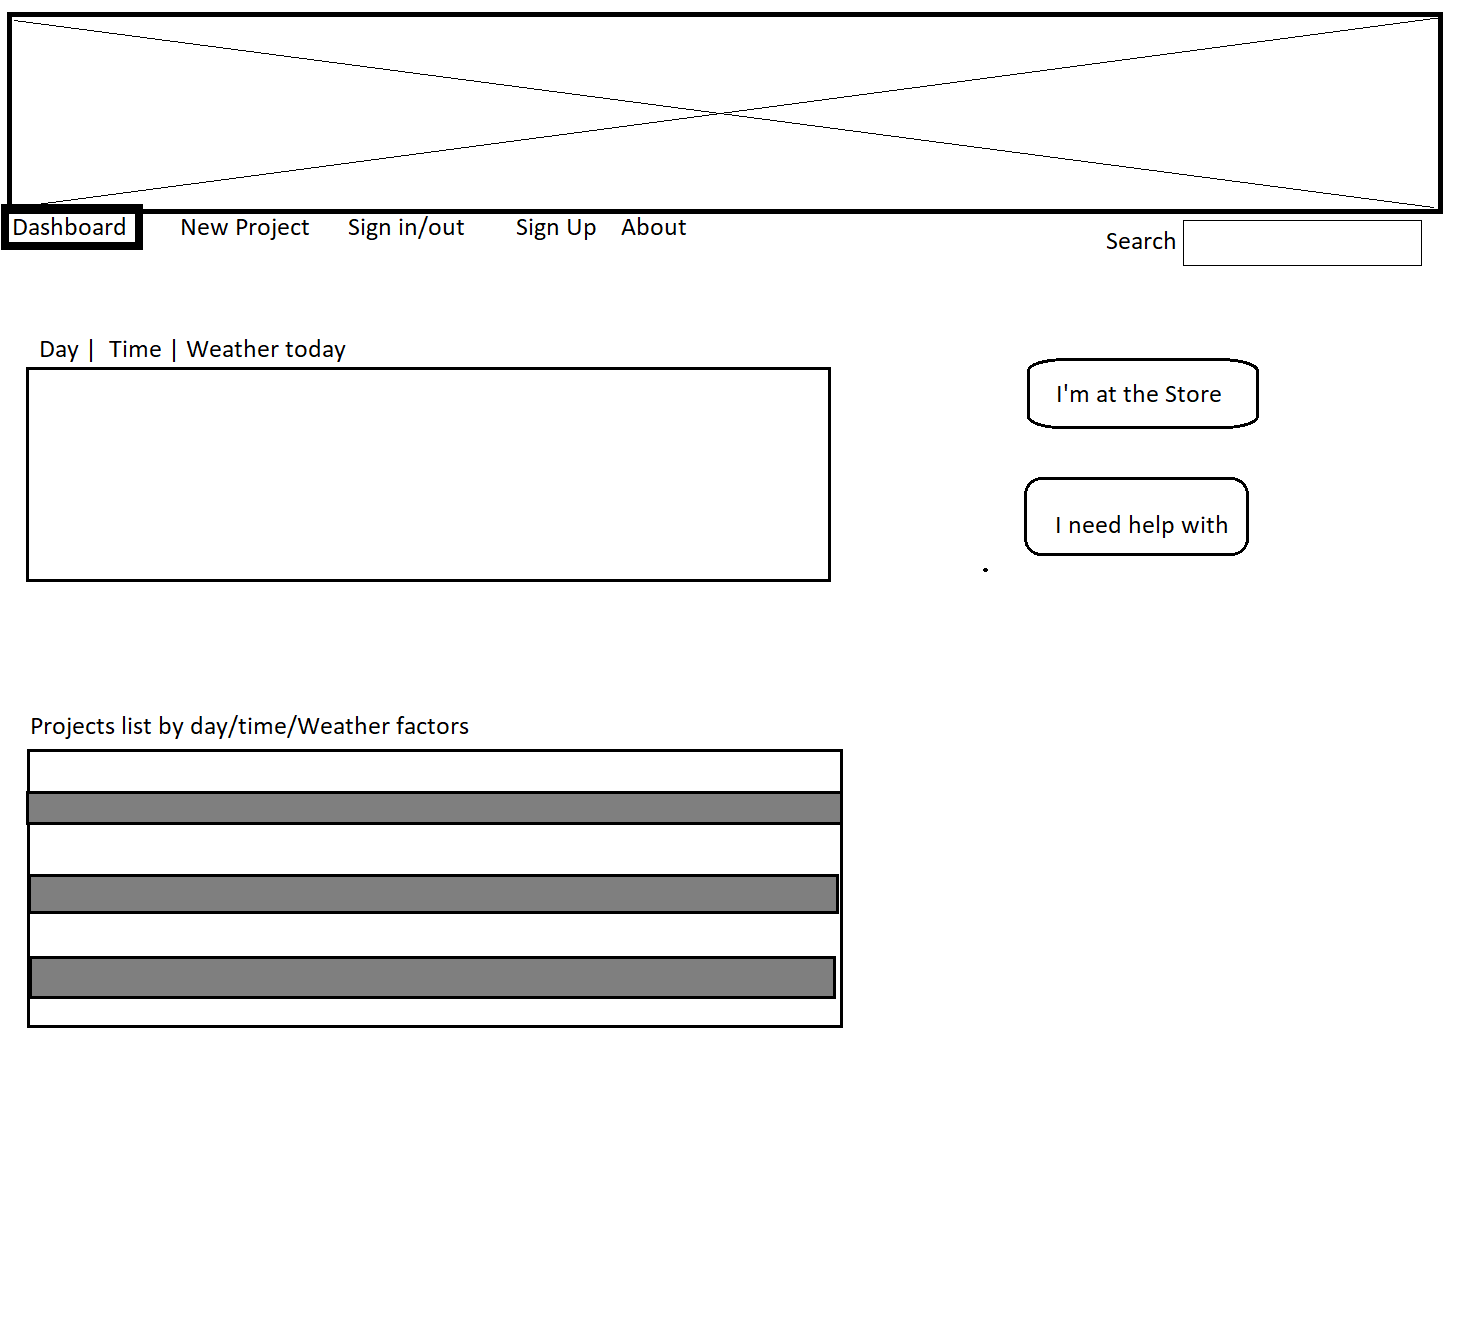 Dashboard New Project Sign in/out Sign Up About
Search
Day | Time | Weather today
I'm at the Store
I need help with
Projects list by day/time/Weather factors